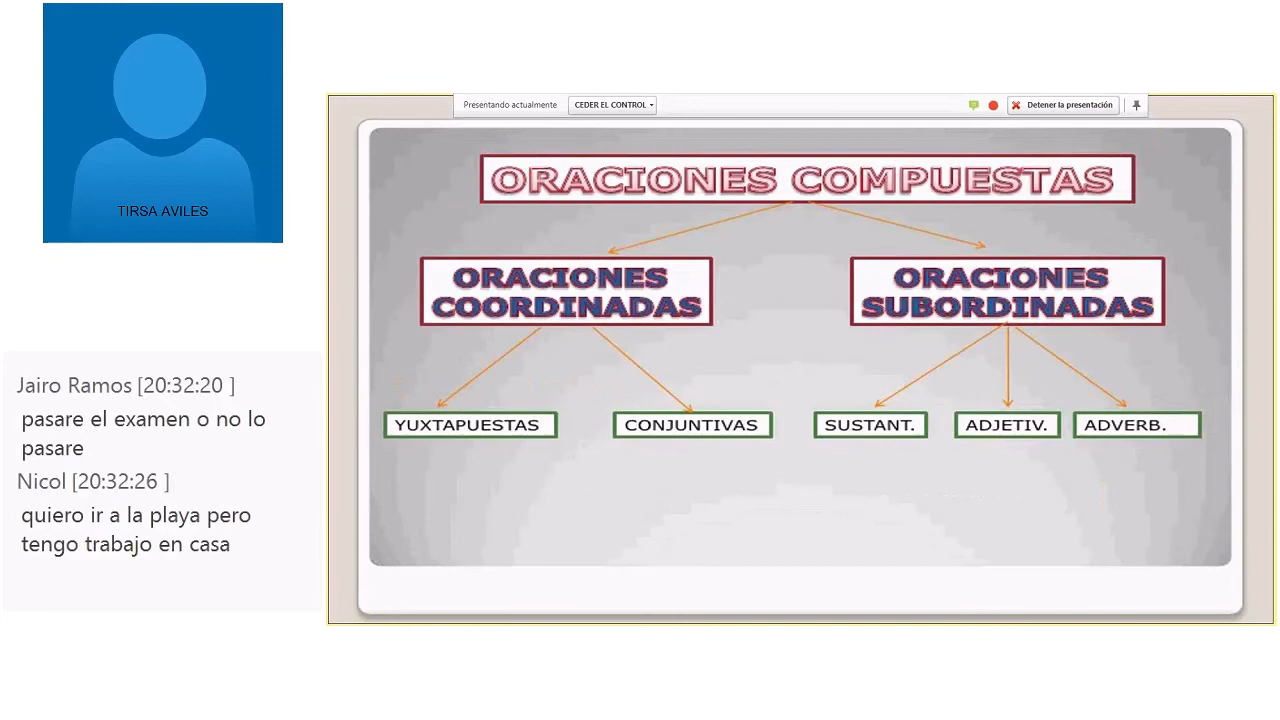 TIRSA AVILES
Presentando actualmente CEDER EL CONTROL Detener la presentación
ORACIONES COMPUESTAS
ORACIONES
COORDINADAS
ORACIONES
SUBORDINADAS
YUXTAPUESTAS CONJUNTIVAS SUSTANT. ADJETIV. ADVERB.
Jairo Ramos [20:32:20 ]
pasare el examen o no lo
pasare
Nicol [20:32:26 ]
quiero ir a la playa pero
tengo trabajo en casa